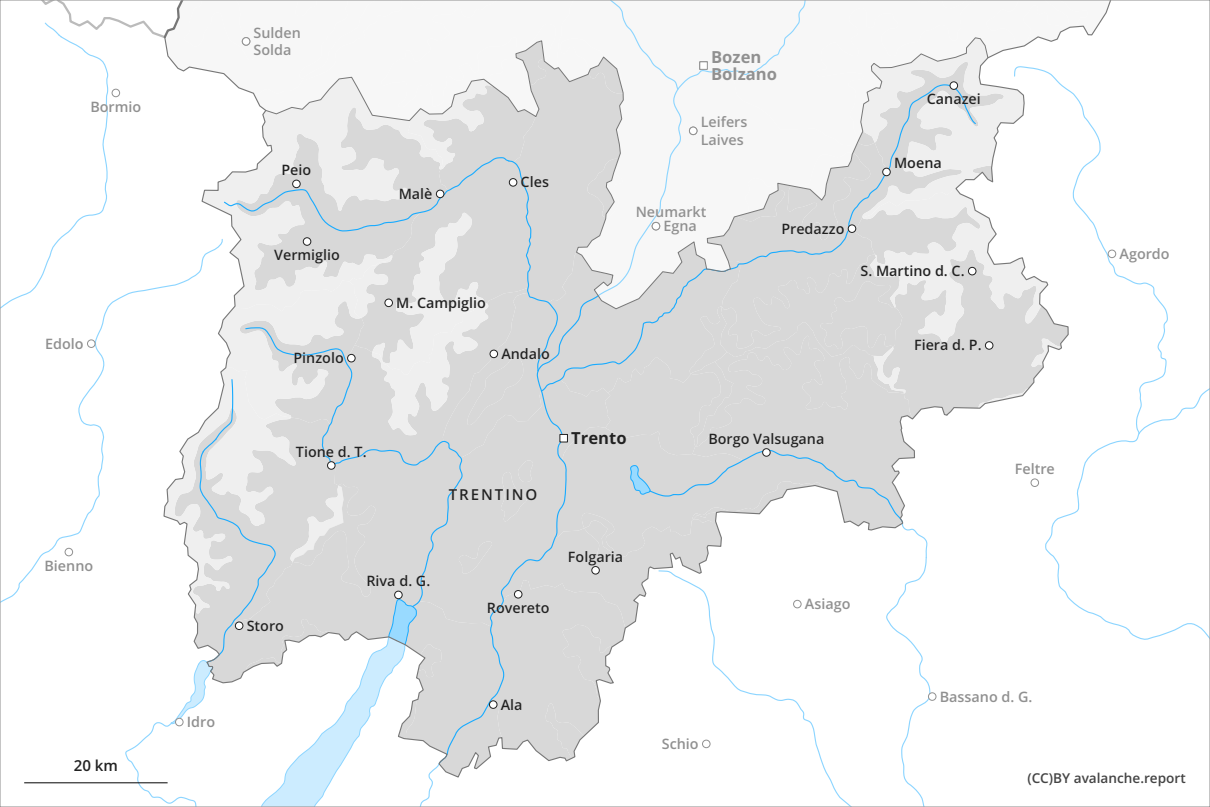 Sulden
Solda
Bozen
Bolzano
Bormio
Canazei
Leifers
Laives
Moena
Peio
Malè
Cles
Neumarkt
Egna
Predazzo
Vermiglio
Agordo
S. Martino d. C.
M. Campiglio
Edolo
Pinzolo
Andalo
Fiera d. P.
Trento
Borgo Valsugana
Tione d. T.
Feltre
TRENTINO
Bienno
Folgaria
Riva d. G.
Rovereto
Asiago
Storo
Bassano d. G.
Ala
Idro
Schio
20 km
(CC)BY avalanche.report